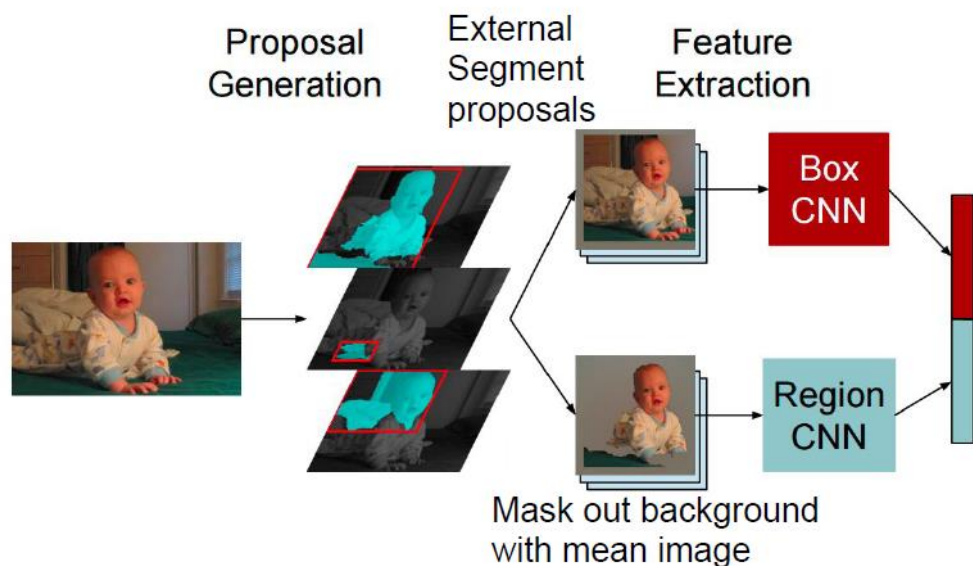 Proposal
Generation
External
Segment
proposals
Feature
Extraction
Box
CNN
Region
CNN
Mask out background
with mean image